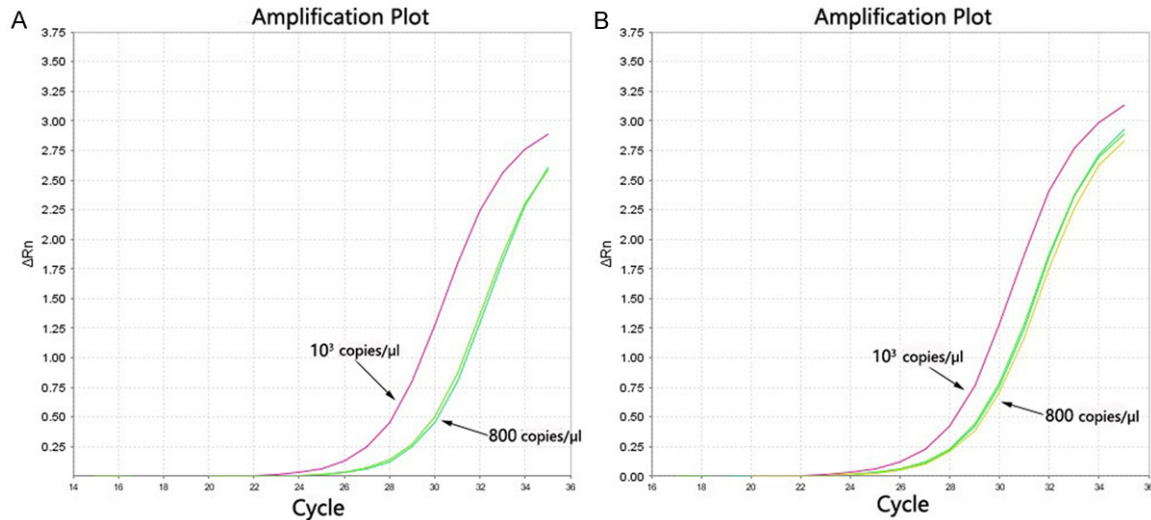 A
Amplification Plot
3.75
3.50
3.25
3.00
2.75
2.50
2.25
2.00
1.75
1.50
1.25
1.00
0.75
0.50
0.25
ΔRn
10³ copies/µl
800 copies/µl
14 16 18 20 22 24 26 28 30 32 34 36
Cycle
B
Amplification Plot
3.75
3.50
3.25
3.00
2.75
2.50
2.25
2.00
1.75
1.50
1.25
1.00
0.75
0.50
0.25
0.00
ΔRn
10³ copies/µl
800 copies/µl
16 18 20 22 24 26 28 30 32 34 36
Cycle